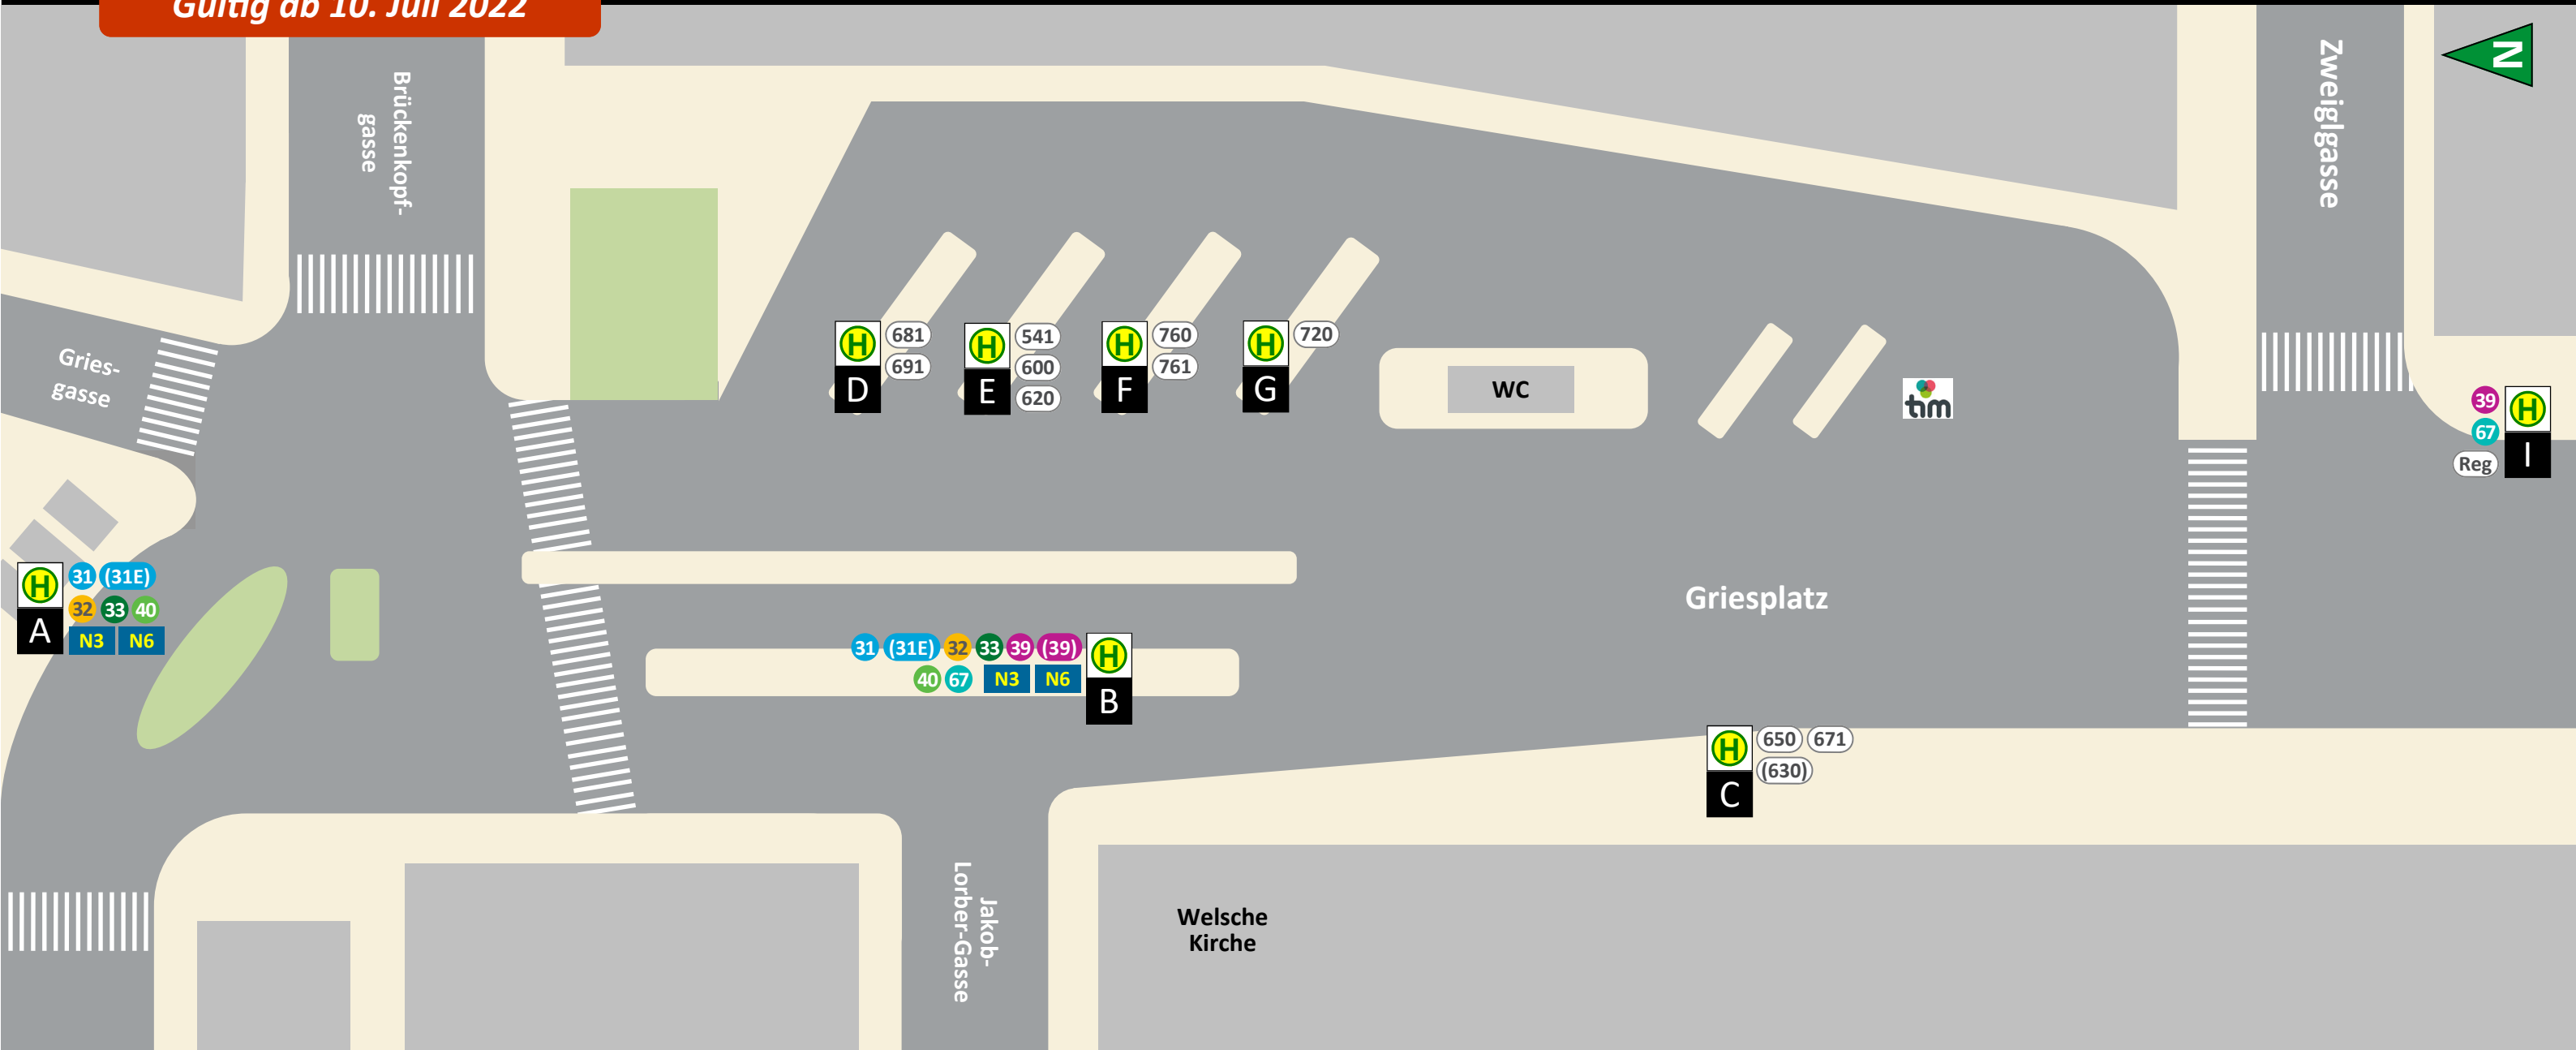 Gültig ab 10. Juli 2022
Brückenkopf-
gasse
Zweiglgasse
N
Gries-
gasse
H
D
681
691
H
E
541
600
620
H
F
760
761
H
G
720
WC
tim
39
67
Reg
H
I
H
A
31 (31E)
32 33 40
N3 N6
Griesplatz
31 (31E) 32 33 39 (39)
40 67 N3 N6
H
B
H
C
650 671
(630)
Jakob-
Lorber-Gasse
Welsche
Kirche